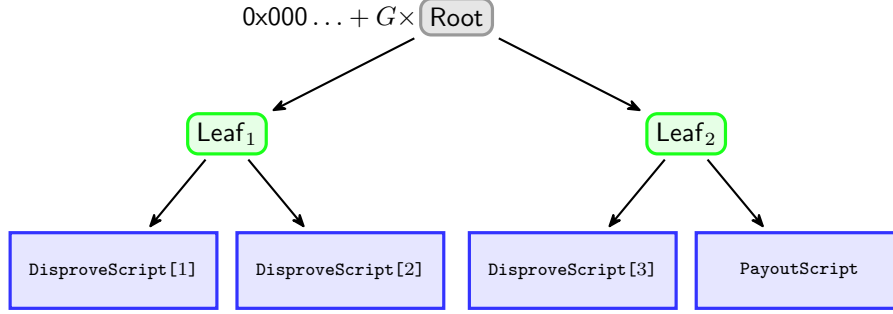 0x000 … + G× Root
Leaf₁ Leaf₂
DisproveScript[1] DisproveScript[2] DisproveScript[3] PayoutScript